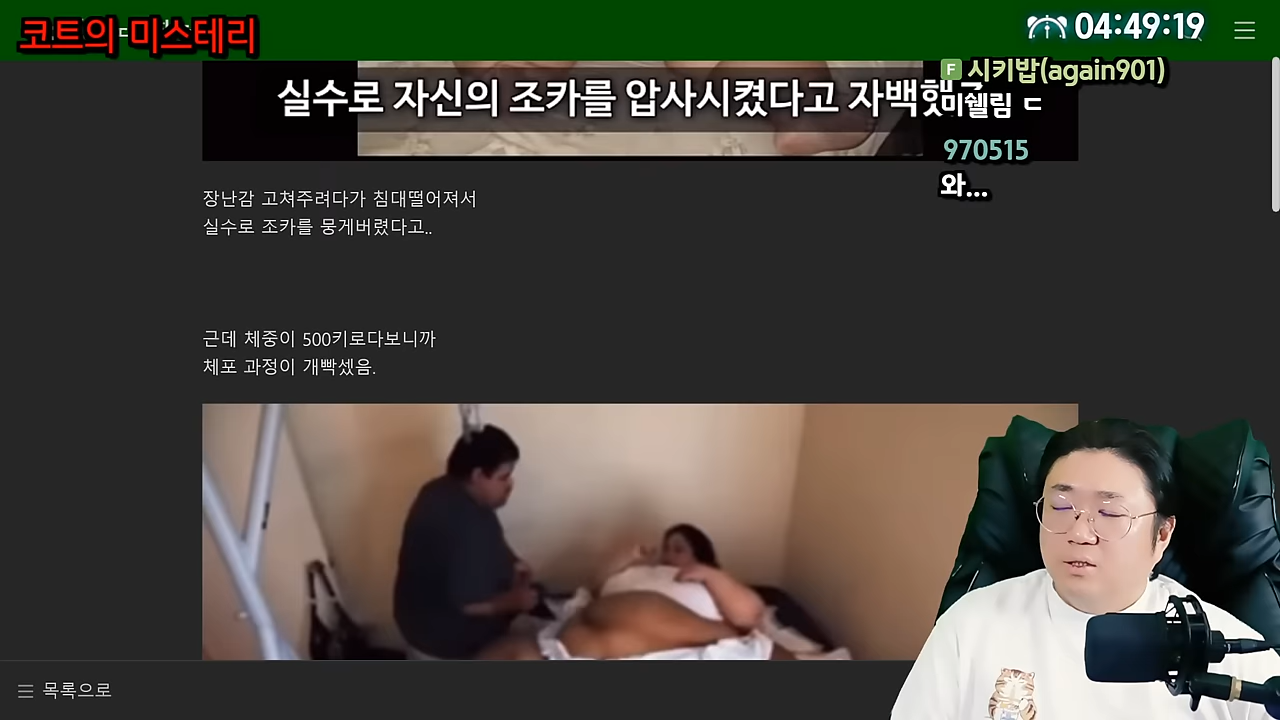 코트의 미스테리
04:49:19
F 시키밥(again901)
미쉘림 ㄷ
970515
와...
실수로 자신의 조카를 압사시켰다고 자백했
장난감 고쳐주려다가 침대떨어져서
실수로 조카를 뭉게버렸다고..
근데 체중이 500키로다보니까
체포 과정이 개빡셌음.
목록으로